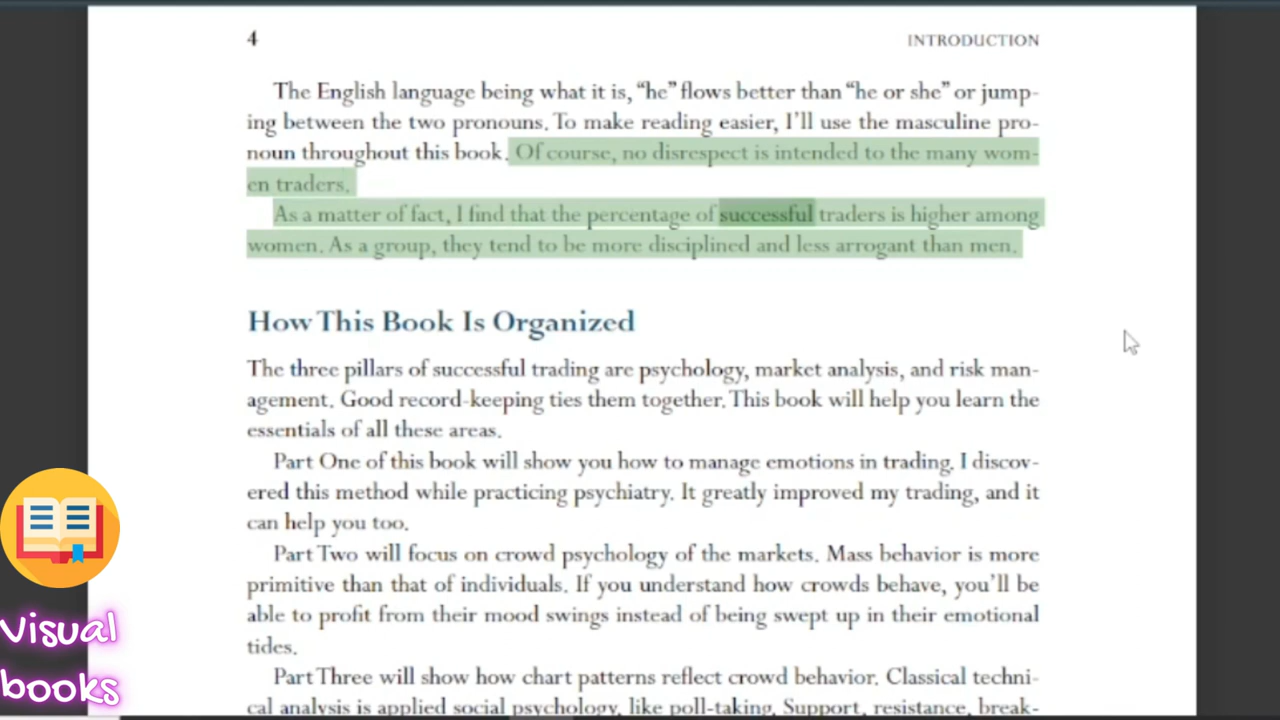 4
INTRODUCTION
The English language being what it is, “he” flows better than “he or she” or jump-
ing between the two pronouns. To make reading easier, I’ll use the masculine pro-
noun throughout this book. Of course, no disrespect is intended to the many wom-
en traders.
As a matter of fact, I find that the percentage of successful traders is higher among
women. As a group, they tend to be more disciplined and less arrogant than men.
How This Book Is Organized
The three pillars of successful trading are psychology, market analysis, and risk man-
agement. Good record-keeping ties them together. This book will help you learn the
essentials of all these areas.
Part One of this book will show you how to manage emotions in trading. I discov-
ered this method while practicing psychiatry. It greatly improved my trading, and it
can help you too.
Part Two will focus on crowd psychology of the markets. Mass behavior is more
primitive than that of individuals. If you understand how crowds behave, you’ll be
able to profit from their mood swings instead of being swept up in their emotional
tides.
Part Three will show how chart patterns reflect crowd behavior. Classical techni-
cal analysis is applied social psychology, like poll-taking. Support, resistance, break-
Visual
books